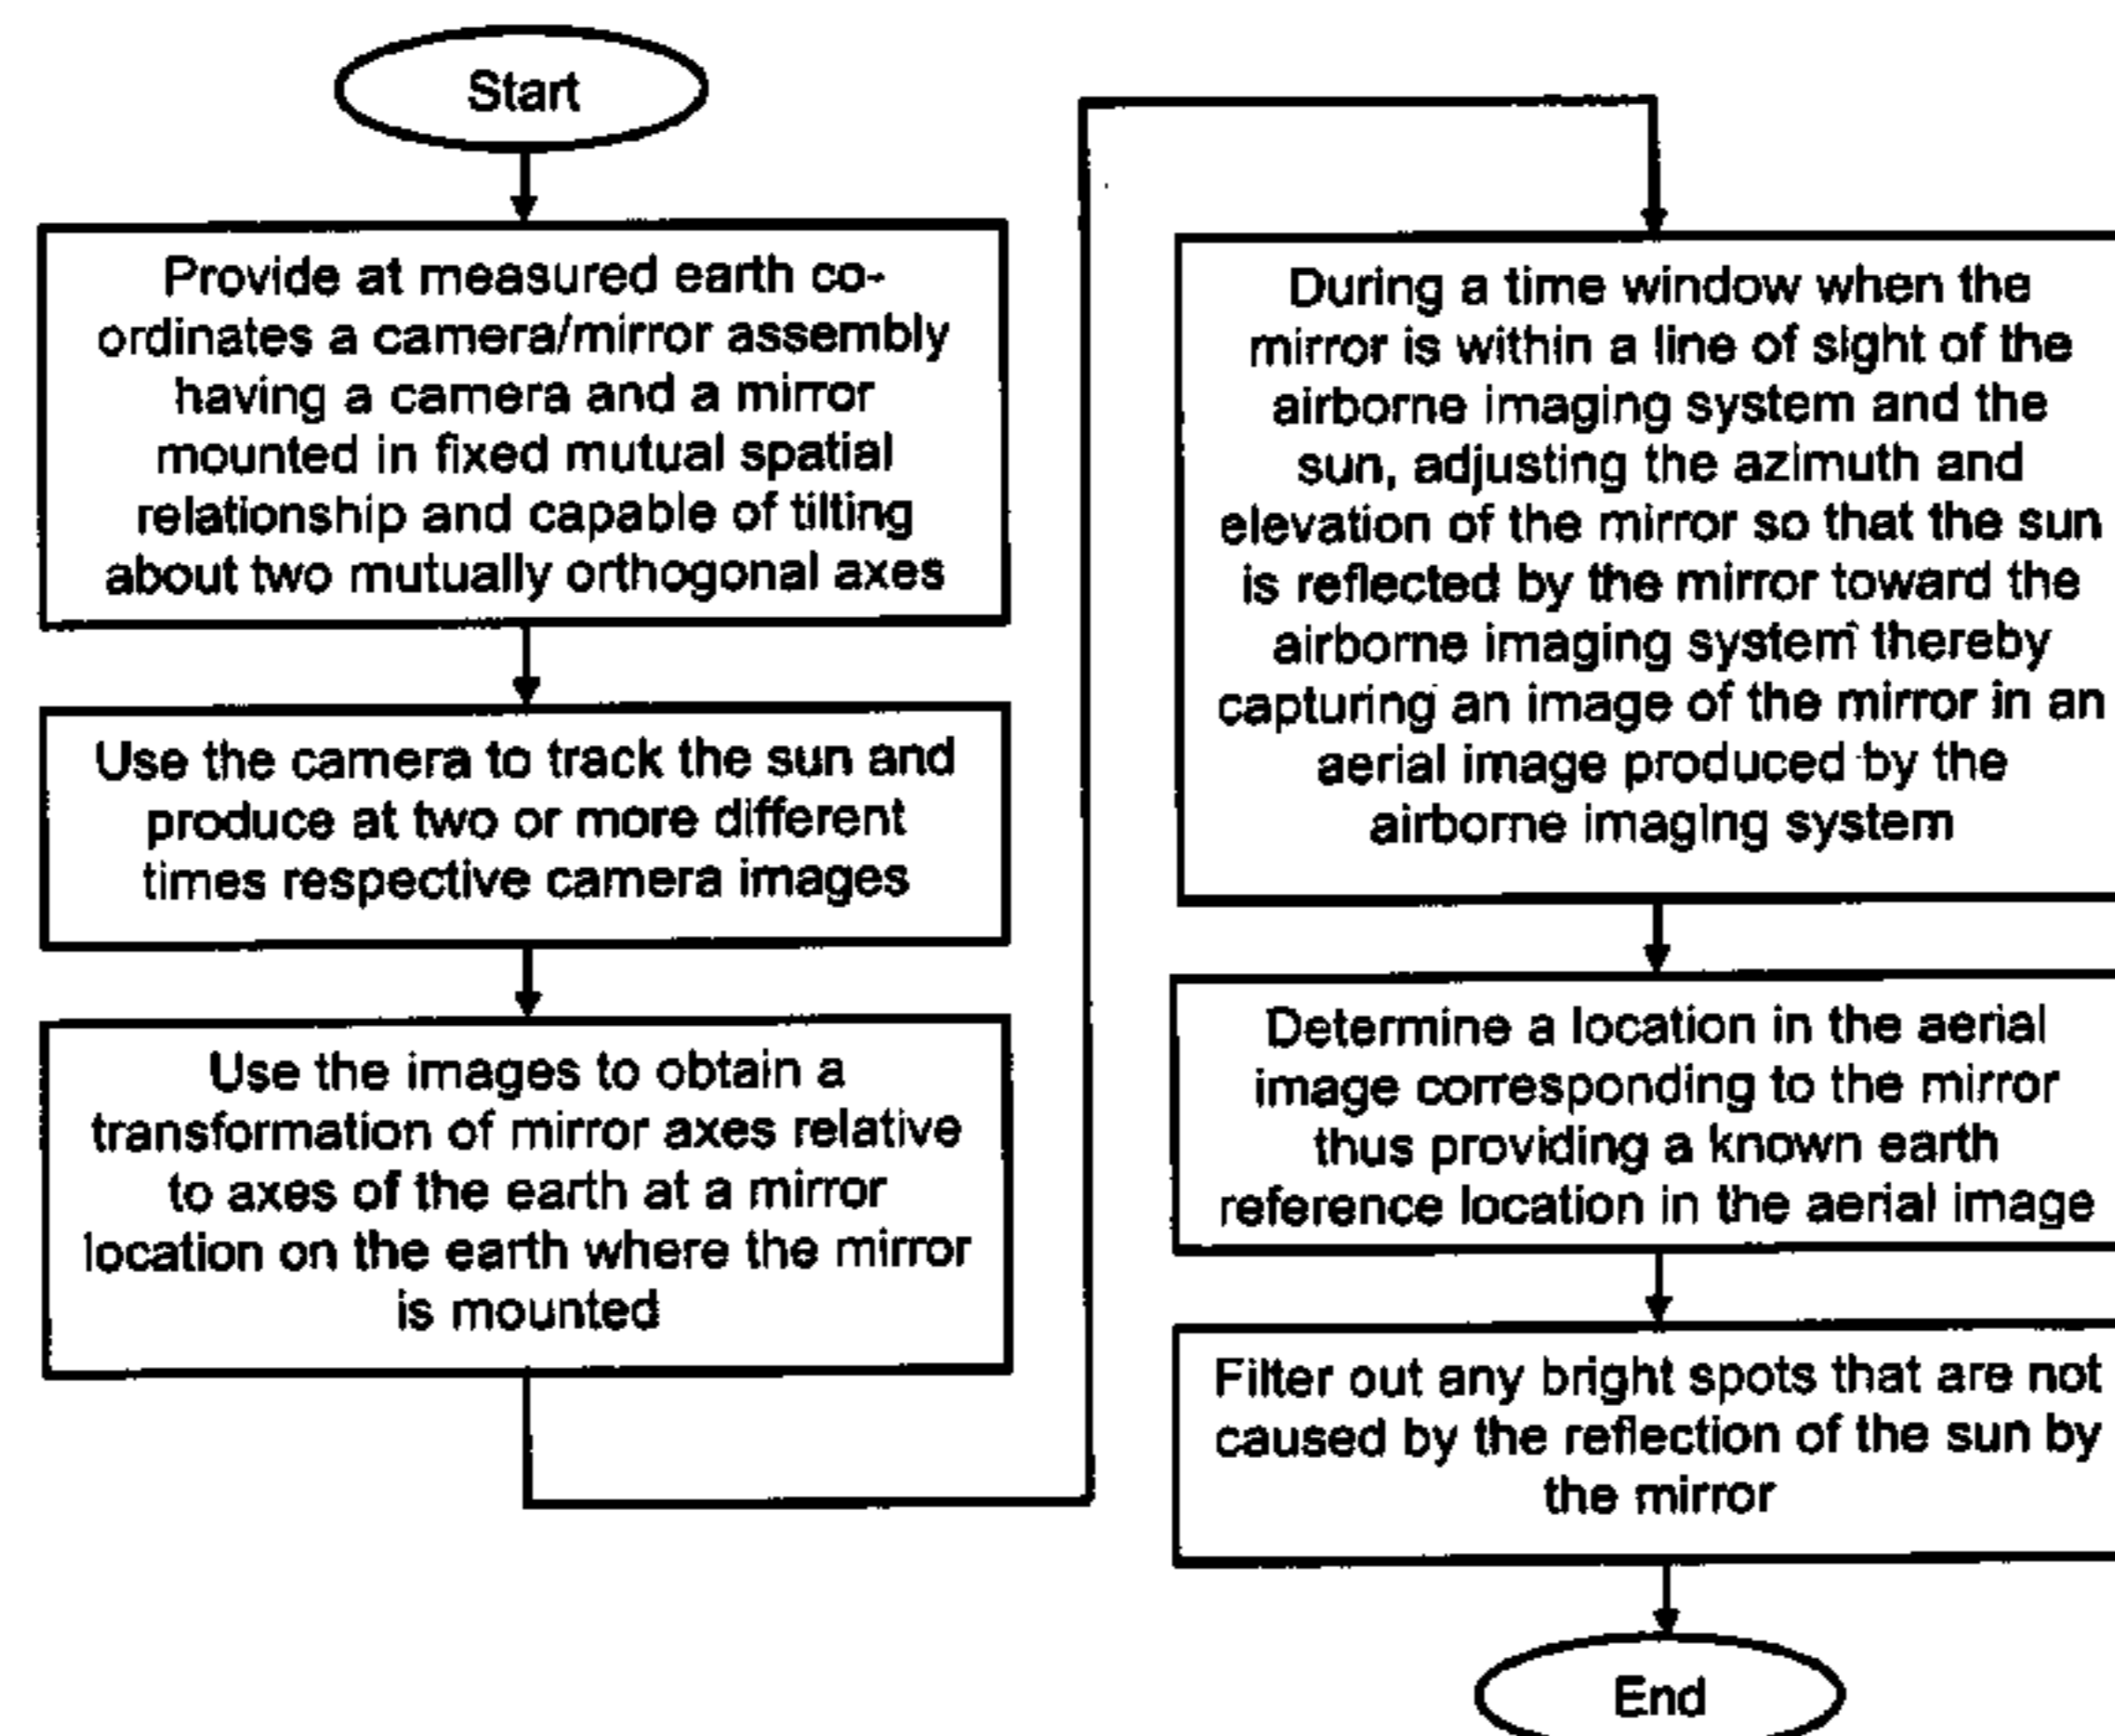 Start
Provide at measured earth co-
ordinates a camera/mirror assembly
having a camera and a mirror
mounted in fixed mutual spatial
relationship and capable of tilting
about two mutually orthogonal axes
Use the camera to track the sun and
produce at two or more different
times respective camera images
Use the images to obtain a
transformation of mirror axes relative
to axes of the earth at a mirror
location on the earth where the mirror
is mounted
During a time window when the
mirror is within a line of sight of the
airborne imaging system and the
sun, adjusting the azimuth and
elevation of the mirror so that the sun
is reflected by the mirror toward the
airborne imaging system thereby
capturing an image of the mirror in an
aerial image produced by the
airborne imaging system
Determine a location in the aerial
image corresponding to the mirror
thus providing a known earth
reference location in the aerial image
Filter out any bright spots that are not
caused by the reflection of the sun by
the mirror
End